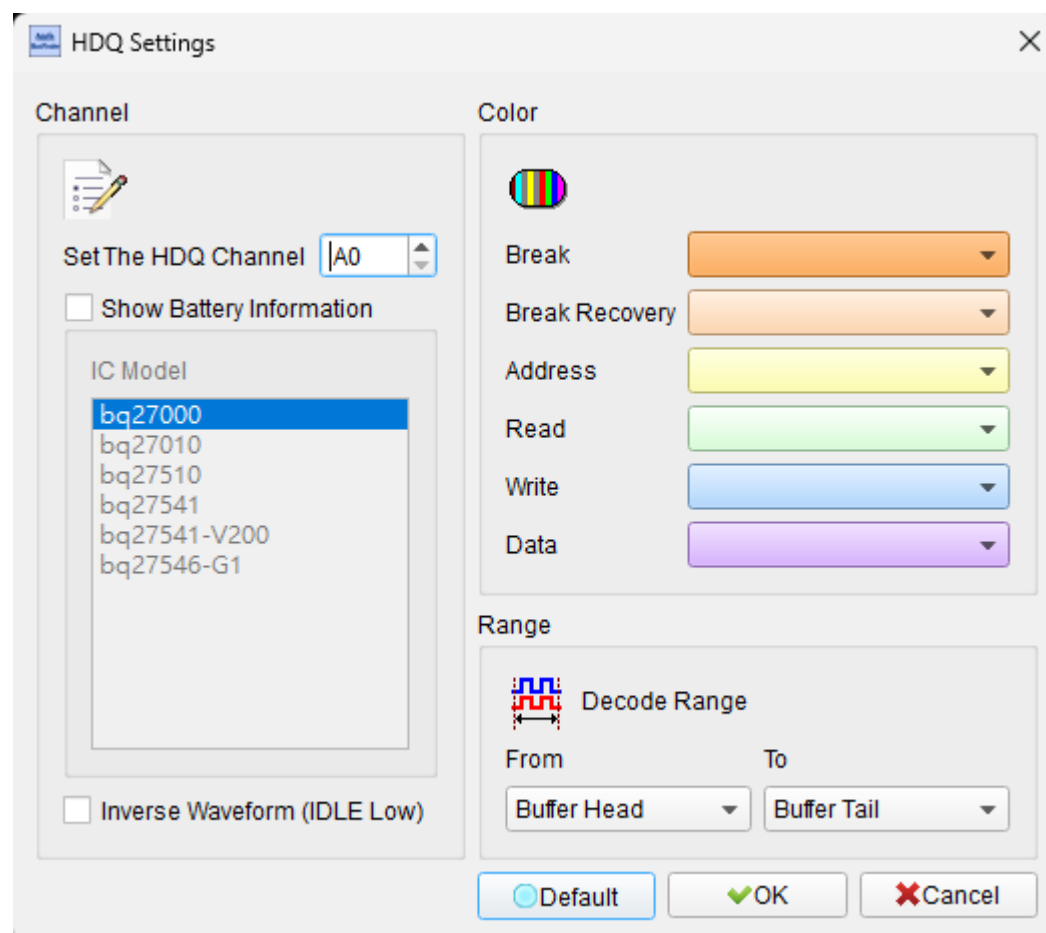 HDQ Settings
Channel
Set The HDQ Channel A0
Show Battery Information
IC Model
bq27000
bq27010
bq27510
bq27541
bq27541-V200
bq27546-G1
Inverse Waveform (IDLE Low)
Color
Break
Break Recovery
Address
Read
Write
Data
Range
Decode Range
From To
Buffer Head Buffer Tail
Default OK Cancel